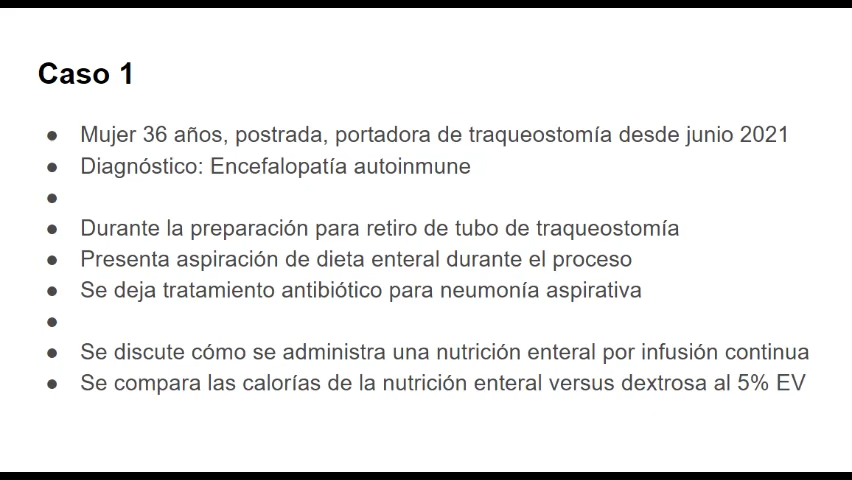 Caso 1
● Mujer 36 años, postrada, portadora de traqueostomía desde junio 2021
● Diagnóstico: Encefalopatía autoinmune
●
● Durante la preparación para retiro de tubo de traqueostomía
● Presenta aspiración de dieta enteral durante el proceso
● Se deja tratamiento antibiótico para neumonía aspirativa
●
● Se discute cómo se administra una nutrición enteral por infusión continua
● Se compara las calorías de la nutrición enteral versus dextrosa al 5% EV